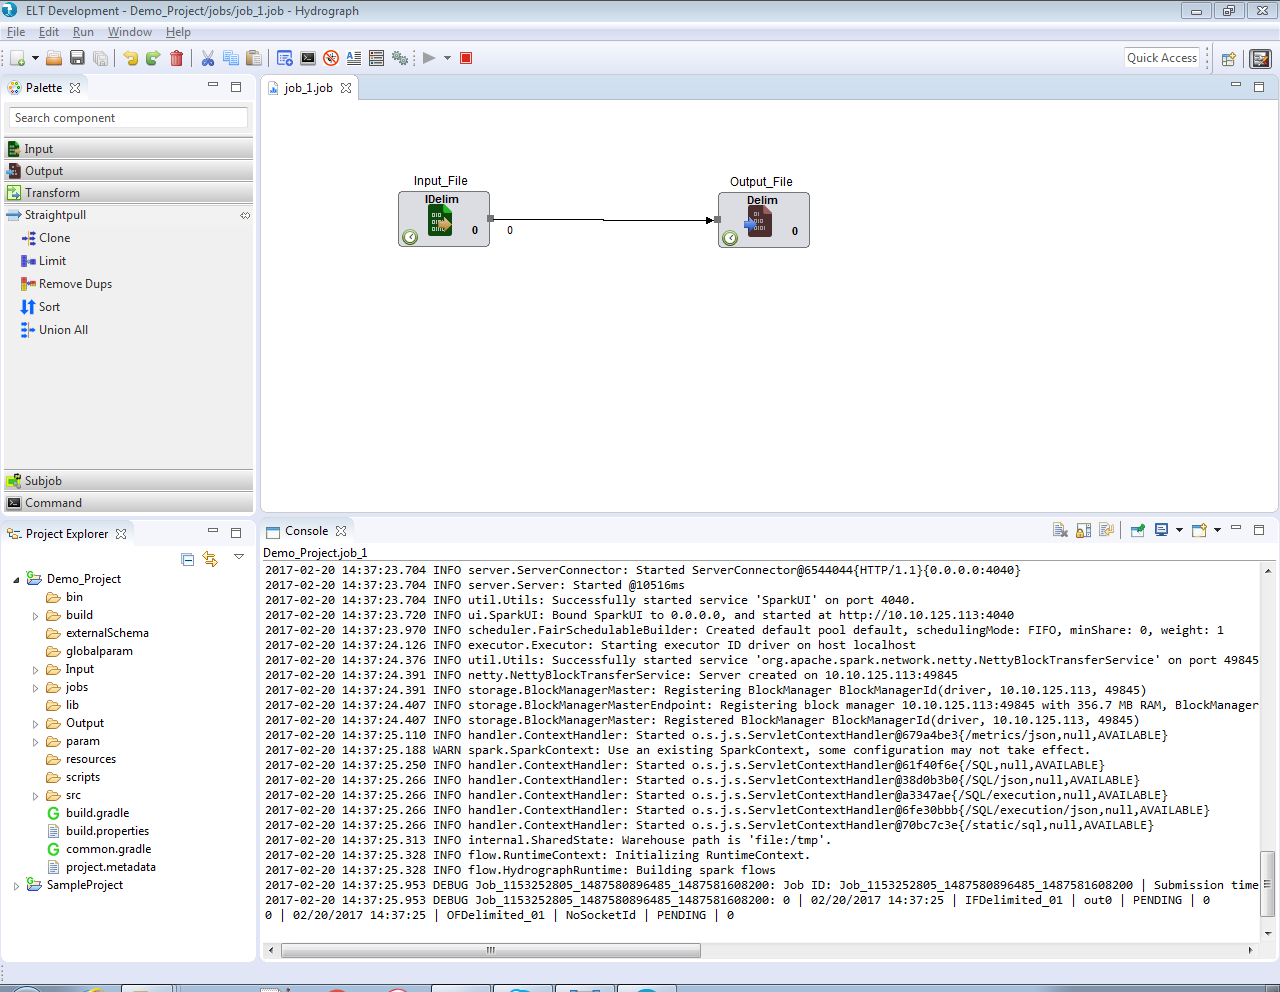 ELT Development - Demo_Project/jobs/job_1.job - Hydrograph
File Edit Run Window Help
Quick Access
Palette
job_1.job
Search component
Input
Output
Transform
Straightpull
Clone
Limit
Remove Dups
Sort
Union All
Subjob
Command
Input_File
IDelim
0
0
Output_File
Delim
0
Project Explorer
Demo_Project
bin
build
externalSchema
globalparam
Input
jobs
lib
Output
param
resources
scripts
src
build.gradle
build.properties
common.gradle
project.metadata
SampleProject
Console
Demo_Project.job_1
2017-02-20 14:37:23.704 INFO server.ServerConnector: Started ServerConnector@6544044{HTTP/1.1}{0.0.0.0:4040}
2017-02-20 14:37:23.704 INFO server.Server: Started @10516ms
2017-02-20 14:37:23.704 INFO util.Utils: Successfully started service 'SparkUI' on port 4040.
2017-02-20 14:37:23.720 INFO ui.SparkUI: Bound SparkUI to 0.0.0.0, and started at http://10.10.125.113:4040
2017-02-20 14:37:23.970 INFO scheduler.FairSchedulableBuilder: Created default pool default, schedulingMode: FIFO, minShare: 0, weight: 1
2017-02-20 14:37:24.126 INFO executor.Executor: Starting executor ID driver on host localhost
2017-02-20 14:37:24.376 INFO util.Utils: Successfully started service 'org.apache.spark.network.netty.NettyBlockTransferService' on port 49845
2017-02-20 14:37:24.391 INFO netty.NettyBlockTransferService: Server created on 10.10.125.113:49845
2017-02-20 14:37:24.391 INFO storage.BlockManagerMaster: Registering BlockManager BlockManagerId(driver, 10.10.125.113, 49845)
2017-02-20 14:37:24.407 INFO storage.BlockManagerMasterEndpoint: Registering block manager 10.10.125.113:49845 with 356.7 MB RAM, BlockManager
2017-02-20 14:37:24.407 INFO storage.BlockManagerMaster: Registered BlockManager BlockManagerId(driver, 10.10.125.113, 49845)
2017-02-20 14:37:25.110 INFO handler.ContextHandler: Started o.s.j.s.ServletContextHandler@679a4be3{/metrics/json,null,AVAILABLE}
2017-02-20 14:37:25.188 WARN spark.SparkContext: Use an existing SparkContext, some configuration may not take effect.
2017-02-20 14:37:25.250 INFO handler.ContextHandler: Started o.s.j.s.ServletContextHandler@61f40f6e{/SQL,null,AVAILABLE}
2017-02-20 14:37:25.266 INFO handler.ContextHandler: Started o.s.j.s.ServletContextHandler@38d0b3b0{/SQL/json,null,AVAILABLE}
2017-02-20 14:37:25.266 INFO handler.ContextHandler: Started o.s.j.s.ServletContextHandler@a3347ae{/SQL/execution,null,AVAILABLE}
2017-02-20 14:37:25.266 INFO handler.ContextHandler: Started o.s.j.s.ServletContextHandler@6fe30bbb{/SQL/execution/json,null,AVAILABLE}
2017-02-20 14:37:25.266 INFO handler.ContextHandler: Started o.s.j.s.ServletContextHandler@70bc7c3e{/static/sql,null,AVAILABLE}
2017-02-20 14:37:25.313 INFO internal.SharedState: Warehouse path is 'file:/tmp'.
2017-02-20 14:37:25.328 INFO flow.RuntimeContext: Initializing RuntimeContext.
2017-02-20 14:37:25.328 INFO flow.HydrographRuntime: Building spark flows
2017-02-20 14:37:25.953 DEBUG Job_1153252805_1487580896485_1487581608200: Job ID: Job_1153252805_1487580896485_1487581608200 | Submission time
2017-02-20 14:37:25.953 DEBUG Job_1153252805_1487580896485_1487581608200: 0 | 02/20/2017 14:37:25 | IFDelimited_01 | out0 | PENDING | 0
0 | 02/20/2017 14:37:25 | OFDelimited_01 | NoSocketId | PENDING | 0